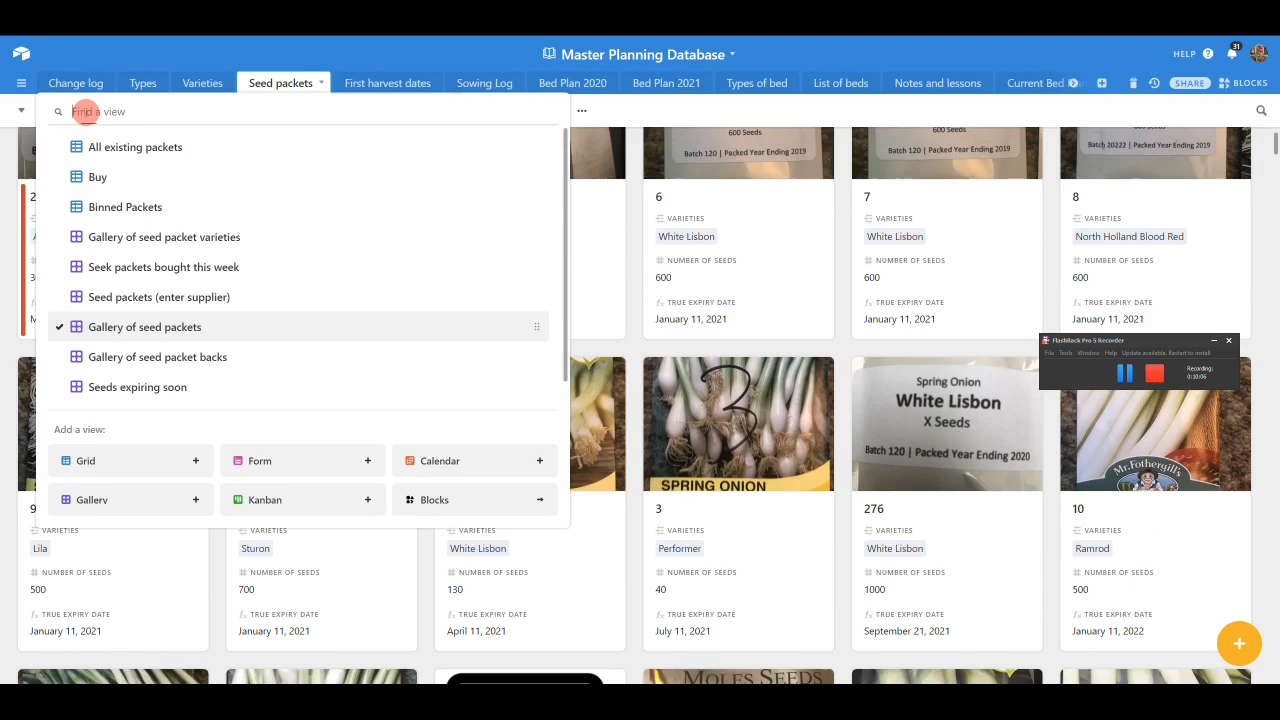 Master Planning Database
HELP
31
Change log
Types
Varieties
Seed packets
First harvest dates
Sowing Log
Bed Plan 2020
Bed Plan 2021
Types of beds
List of beds
Notes and lessons
Current Bed
SHARE
BLOCKS
Find a view
All existing packets
Buy
Binned Packets
Gallery of seed packet varieties
Seek packets bought this week
Seed packets (enter supplier)
Gallery of seed packets
Gallery of seed packet backs
Seeds expiring soon
Add a view:
Grid
Form
Calendar
Gallery
Kanban
Blocks
600 Seeds
Batch 120 | Packed Year Ending 2019
6
VARIETIES
White Lisbon
NUMBER OF SEEDS
600
TRUE EXPIRY DATE
January 11, 2021
600 Seeds
Batch 120 | Packed Year Ending 2019
7
VARIETIES
White Lisbon
NUMBER OF SEEDS
600
TRUE EXPIRY DATE
January 11, 2021
Batch 20222 | Packed Year Ending 2019
8
VARIETIES
North Holland Blood Red
NUMBER OF SEEDS
600
TRUE EXPIRY DATE
January 11, 2021
FlashBack Pro 5 Recorder
File Tools Window Help Update available. Restart to install
Recording:
0:10:06
2
9
VARIETIES
Lila
NUMBER OF SEEDS
500
TRUE EXPIRY DATE
January 11, 2021
VARIETIES
Sturon
NUMBER OF SEEDS
700
TRUE EXPIRY DATE
January 11, 2021
VARIETIES
White Lisbon
NUMBER OF SEEDS
130
TRUE EXPIRY DATE
April 11, 2021
3
SPRING ONION
3
VARIETIES
Performer
NUMBER OF SEEDS
40
TRUE EXPIRY DATE
July 11, 2021
Spring Onion
White Lisbon
X Seeds
Batch 120 | Packed Year Ending 2020
276
VARIETIES
White Lisbon
NUMBER OF SEEDS
1000
TRUE EXPIRY DATE
September 21, 2021
Mr.Fothergill's
10
VARIETIES
Ramrod
NUMBER OF SEEDS
500
TRUE EXPIRY DATE
January 11, 2022
MOLES SEEDS